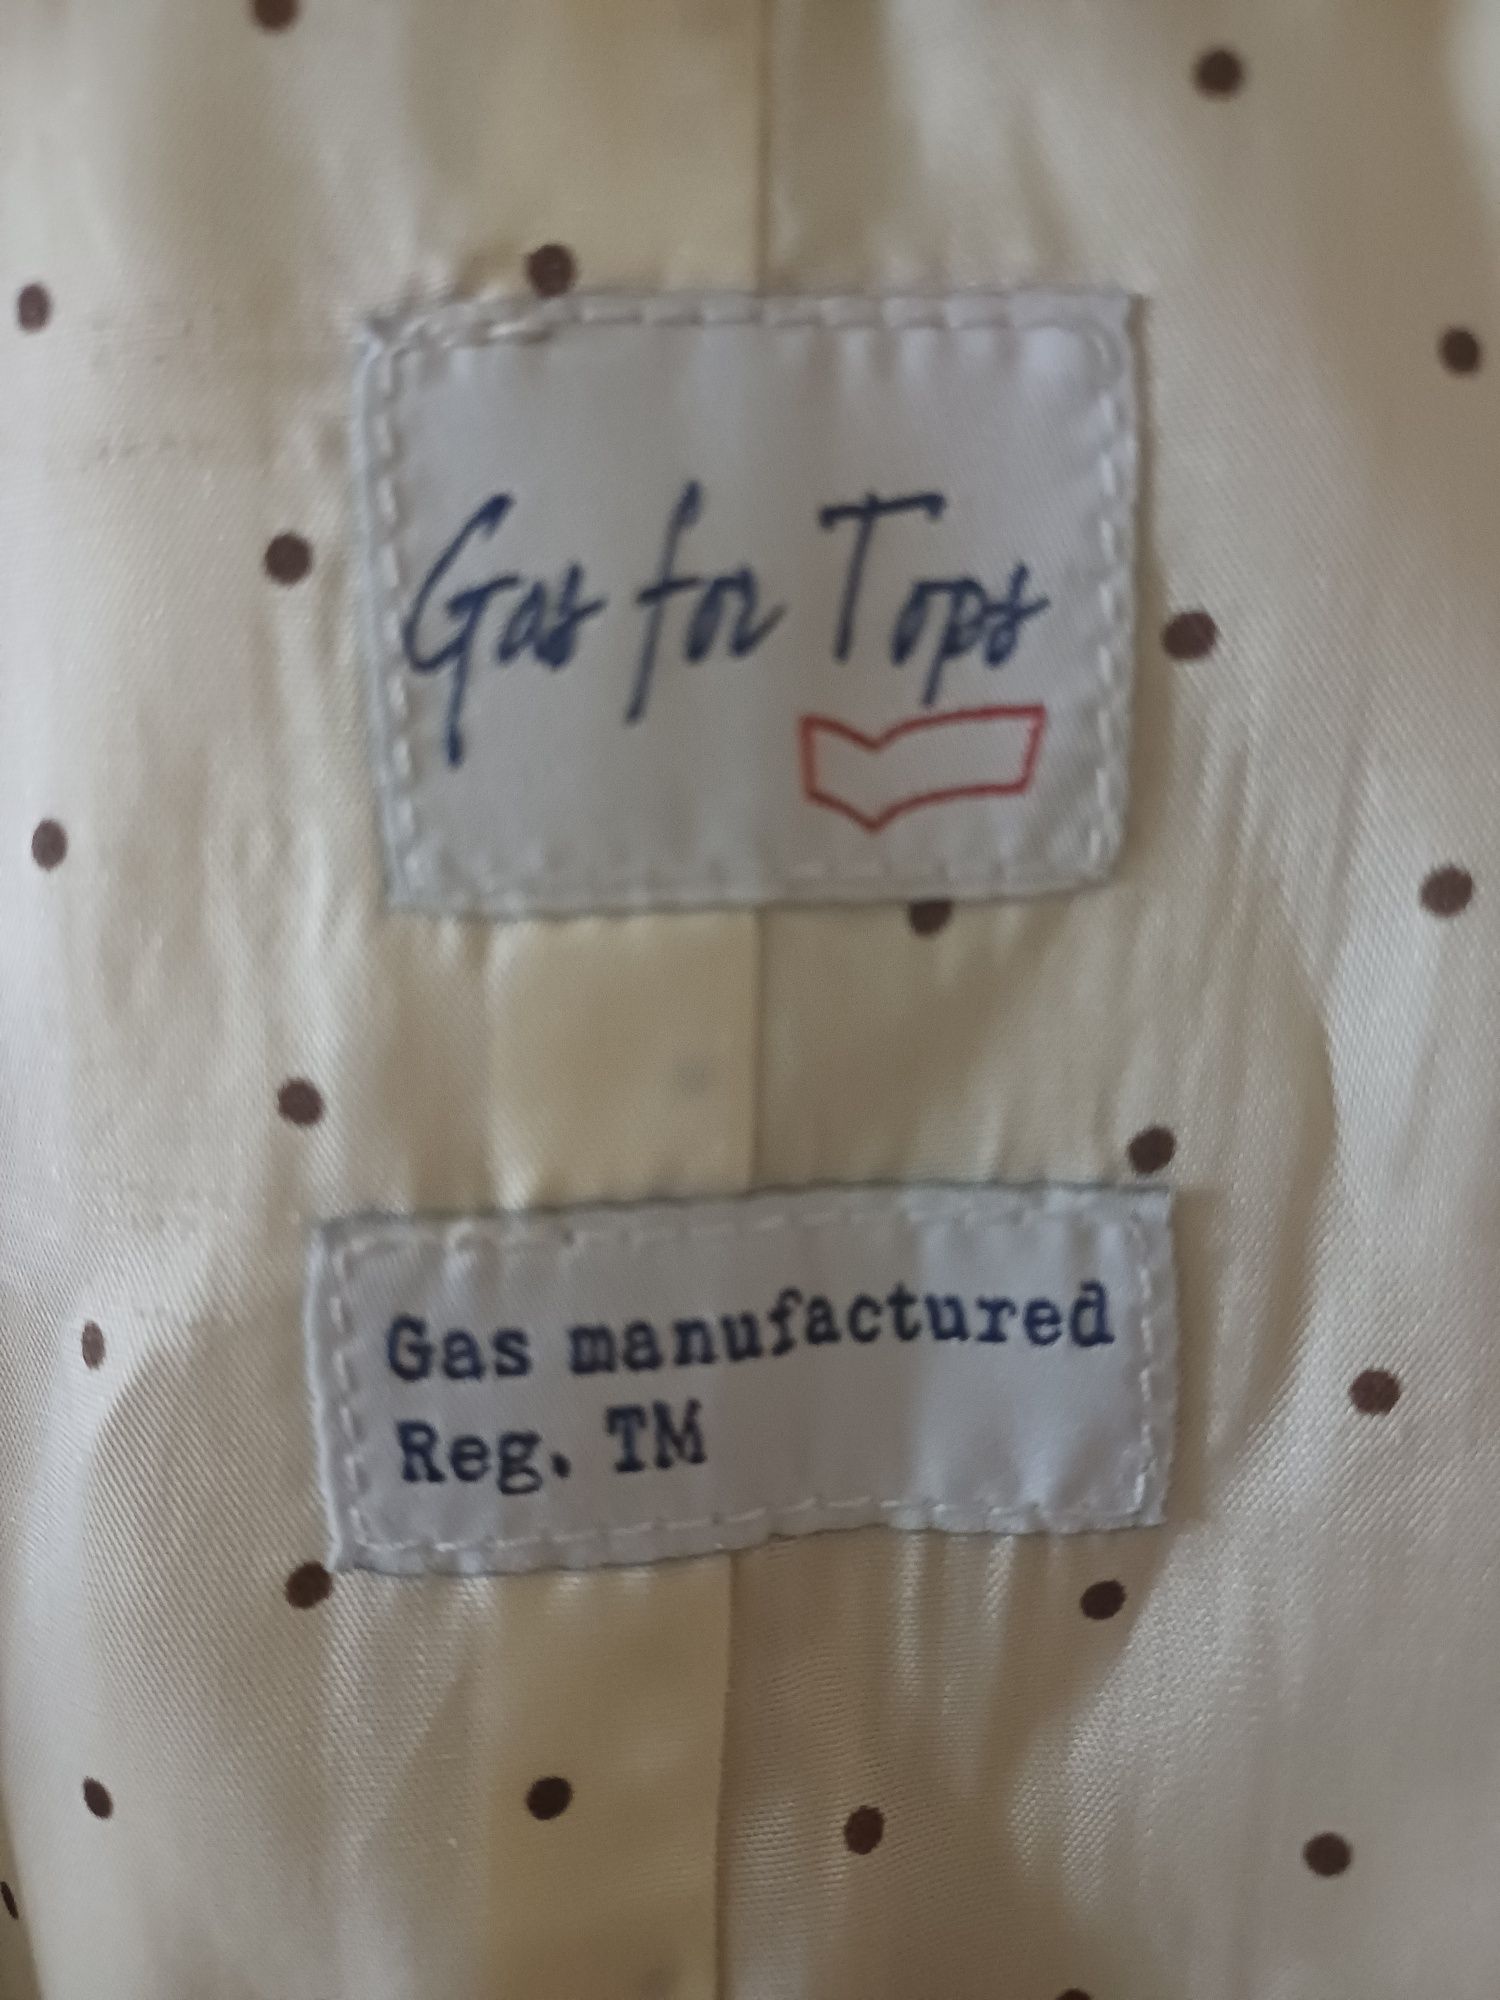 Gas for Tops
Gas manufactured
Reg. TM